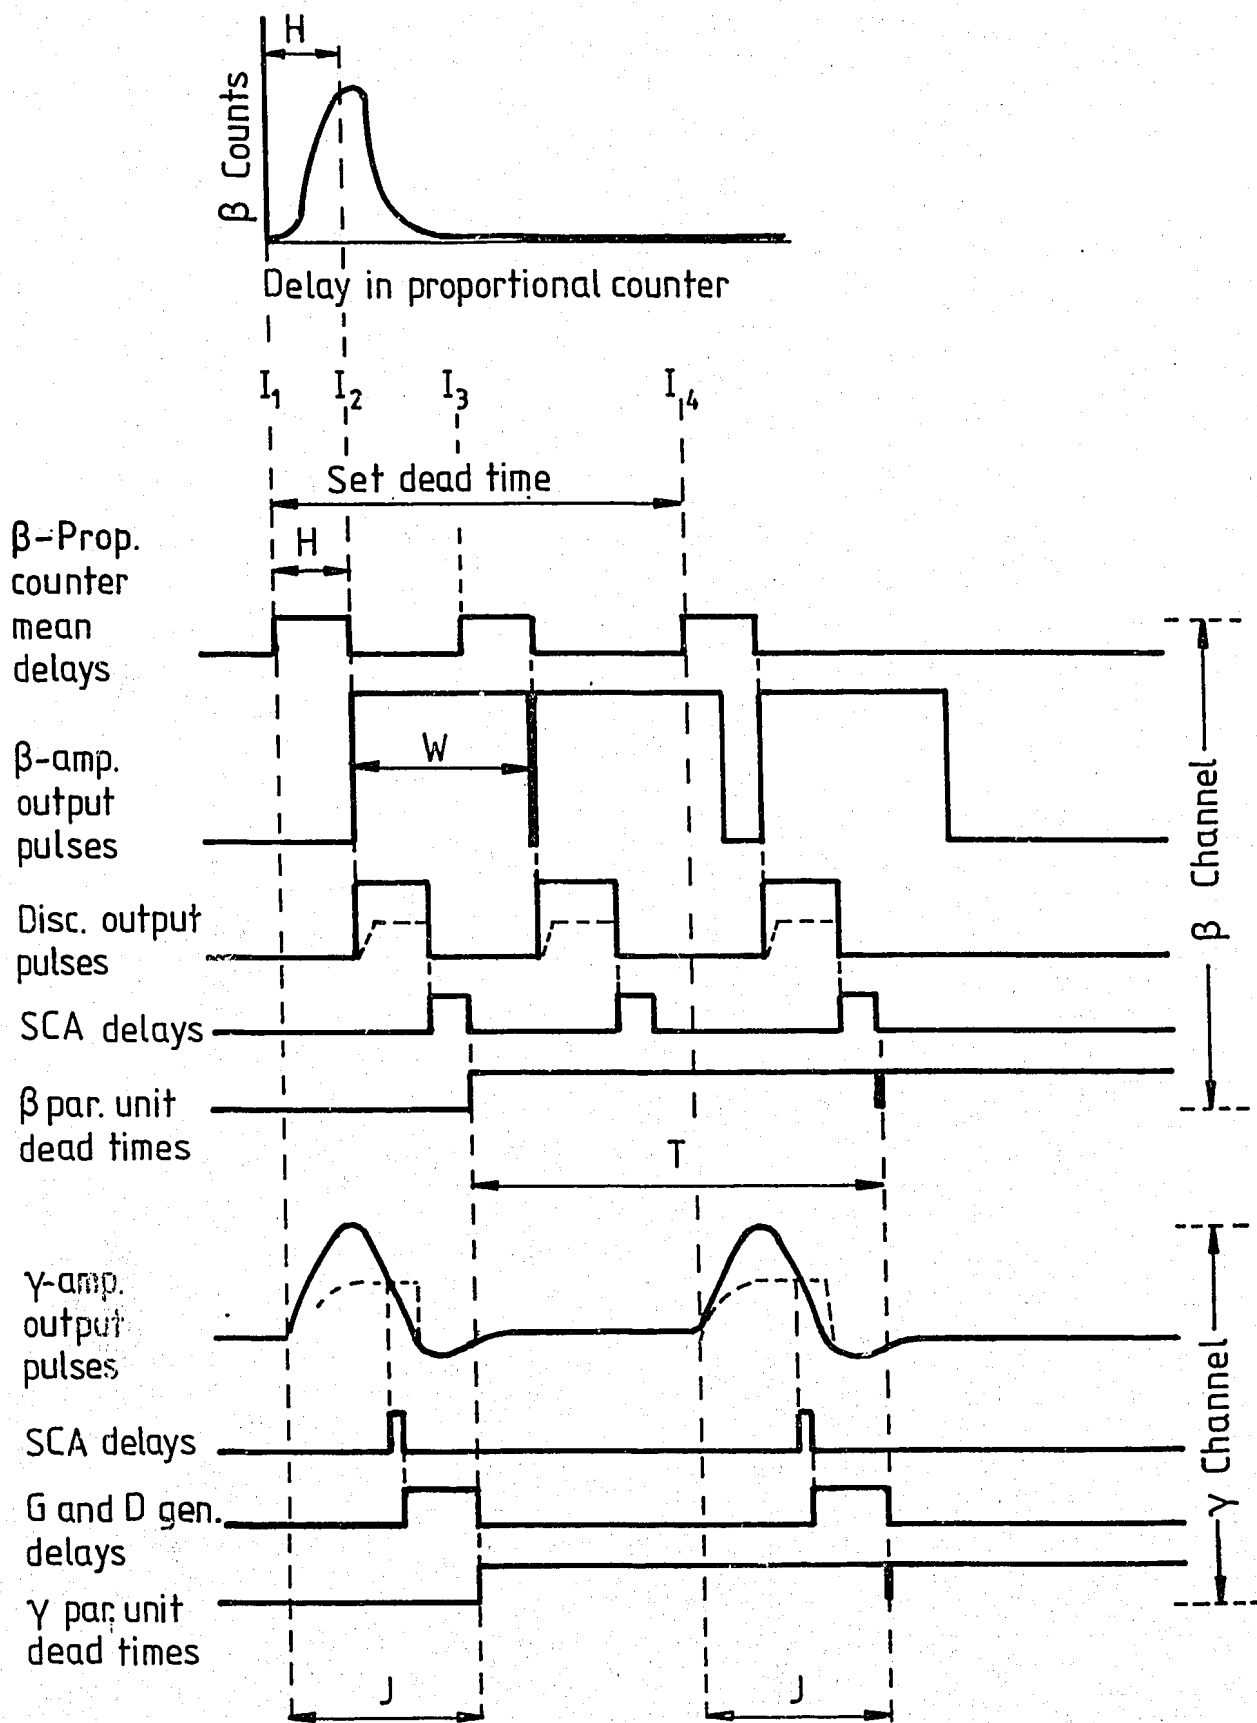 H
β Counts
Delay in proportional counter
I₁ I₂ I₃ I₄
Set dead time
β-Prop.
counter
mean
delays
H
β-amp.
output
pulses
W
Disc. output
pulses
SCA delays
β par. unit
dead times
T
β Channel
γ-amp.
output
pulses
SCA delays
G and D gen.
delays
γ par. unit
dead times
γ Channel
J J